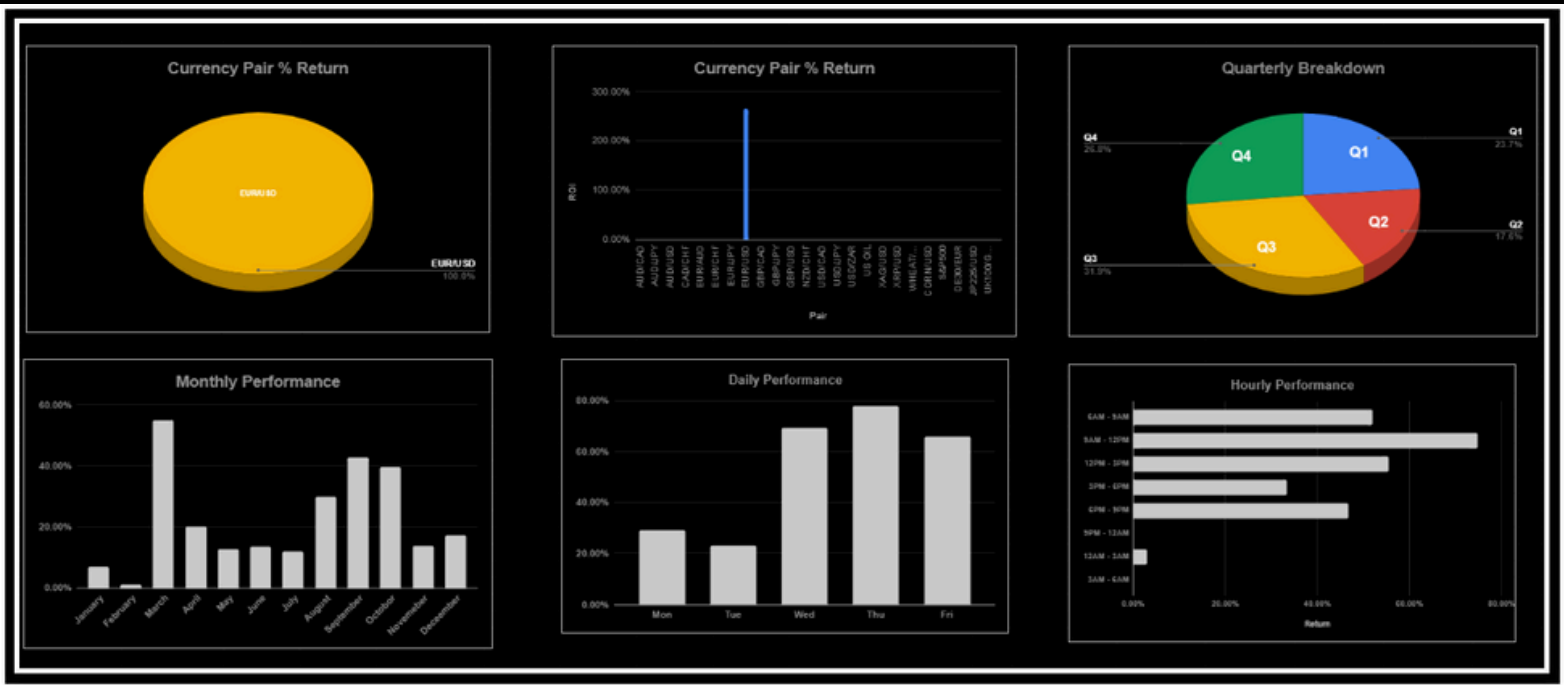 Currency Pair % Return
EUR/USD
EUR/USD
100.0%
Currency Pair % Return
300.00%
200.00%
100.00%
0.00%
ROI
AUD/CAD
AUD/JPY
AUD/USD
CAD/CHF
EUR/AUD
EUR/CHF
EUR/JPY
EUR/USD
GBP/CAD
GBP/JPY
GBP/USD
NZD/CHF
USD/CAD
USD/JPY
USD/ZAR
US OIL
XAG/USD
XRP/USD
WHEAT/...
CORN/USD
S&P500
DE30/EUR
JP225/USD
UK100/G...
Pair
Quarterly Breakdown
Q4
26.8%
Q4
Q1
Q1
23.7%
Q2
Q2
17.6%
Q3
Q3
31.9%
Monthly Performance
60.00%
40.00%
20.00%
0.00%
January
February
March
April
May
June
July
August
September
October
Novemeber
Deceember
Daily Performance
80.00%
60.00%
40.00%
20.00%
0.00%
Mon
Tue
Wed
Thu
Fri
Hourly Performance
6AM - 9AM
9AM - 12PM
12PM - 3PM
3PM - 6PM
6PM - 9PM
9PM - 12AM
12AM - 3AM
3AM - 6AM
0.00%
20.00%
40.00%
60.00%
80.00%
Return